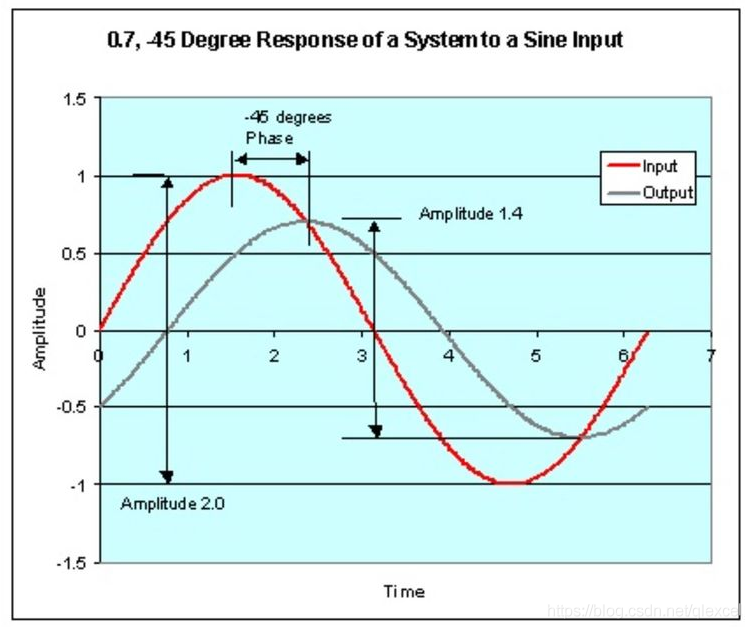 0.7, -45 Degree Response of a System to a Sine Input
1.5
-45 degrees
Phase
1
Input
Output
Amplitude 1.4
0.5
Amplitude
0
0 1 2 3 4 5 6 7
-0.5
-1
Amplitude 2.0
-1.5
Time
https://blog.csdn.net/qlexcel